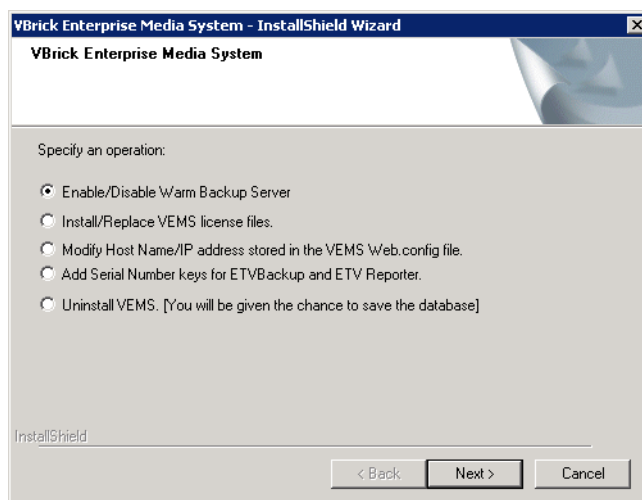 VBrick Enterprise Media System - InstallShield Wizard
VBrick Enterprise Media System
Specify an operation:
Enable/Disable Warm Backup Server
Install/Replace VEMS license files.
Modify Host Name/IP address stored in the VEMS Web.config file.
Add Serial Number keys for ETVBackup and ETV Reporter.
Uninstall VEMS. [You will be given the chance to save the database]
InstallShield
< Back
Next >
Cancel